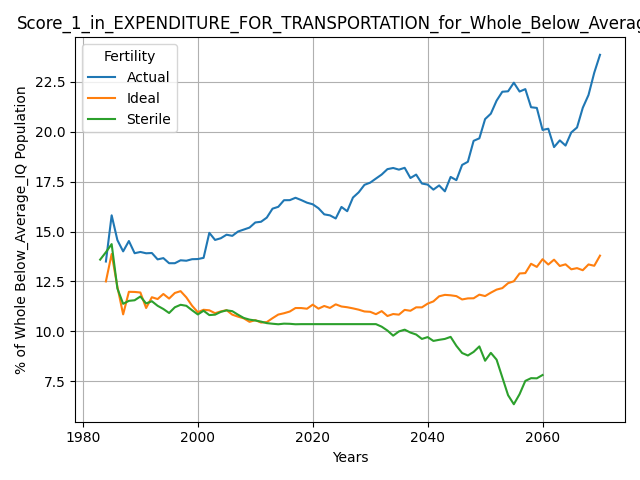 Score_1_in_EXPENDITURE_FOR_TRANSPORTATION_for_Whole_Below_Averag
Fertility
Actual
Ideal
Sterile
22.5
20.0
17.5
15.0
12.5
10.0
7.5
% of Whole Below_Average_IQ Population
1980
2000
2020
2040
2060
Years